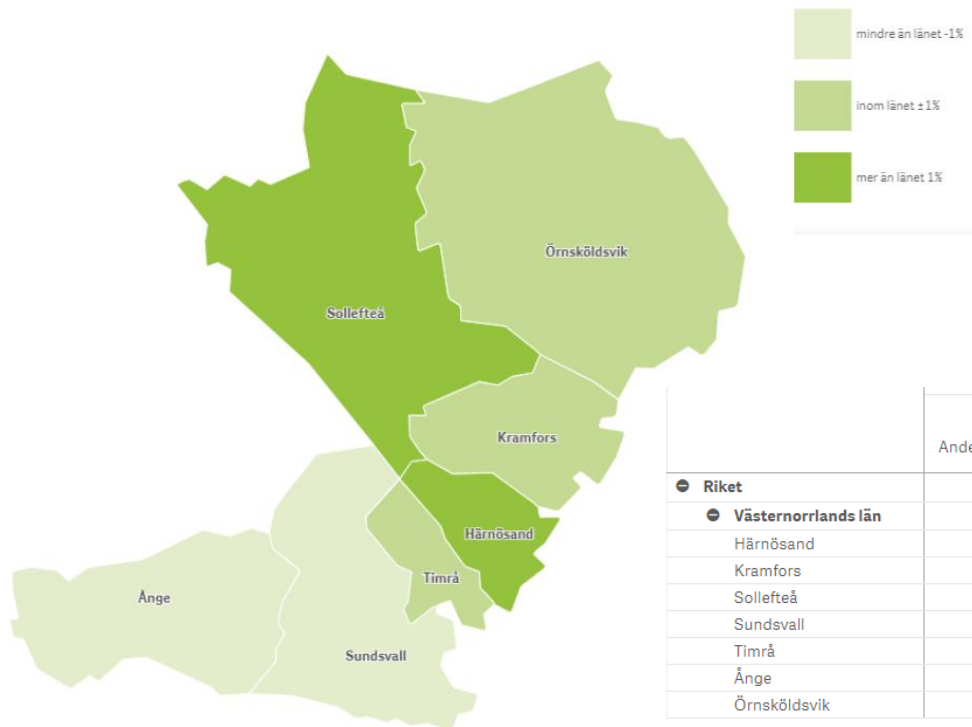 mindre än länet -1%
inom länet ±1%
mer än länet 1%
Örnsköldsvik
Sollefteå
Kramfors
Härnösand
Timrå
Ånge
Sundsvall
Riket
Västernorrlands län
Härnösand
Kramfors
Sollefteå
Sundsvall
Timrå
Ånge
Örnsköldsvik